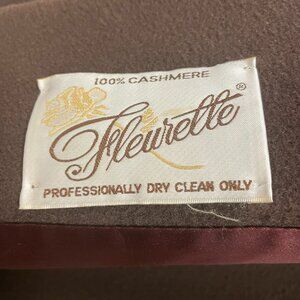 100% CASHMERE
Fleurette®
PROFESSIONALLY DRY CLEAN ONLY